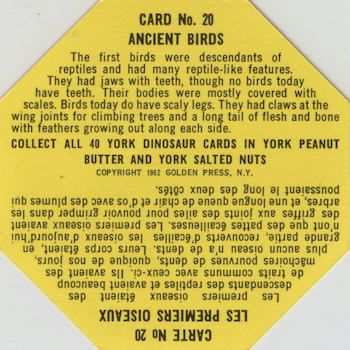 CARD No. 20
ANCIENT BIRDS
The first birds were descendants of
reptiles and had many reptile-like features.
They had jaws with teeth, though no birds today
have teeth. Their bodies were mostly covered with
scales. Birds today do have scaly legs. They had claws at the
wing joints for climbing trees and a long tail of flesh and bone
with feathers growing out along each side.
COLLECT ALL 40 YORK DINOSAUR CARDS IN YORK PEANUT
BUTTER AND YORK SALTED NUTS
COPYRIGHT 1962 GOLDEN PRESS, N.Y.
CARTE No 20
LES PREMIERS OISEAUX
Les premiers oiseaux étaient des
descendants des reptiles et avaient beaucoup
de traits de commun avec ceux-ci. Ils avaient des
mâchoires pourvues de dents, quoique de nos jours,
plus aucun oiseau n'a de dents. Leurs corps étaient, en
grande partie, recouverts d'écailles — les oiseaux d'aujourd'hui
n'ont que des pattes écailleuses. Les premiers oiseaux avaient
des griffes aux joints des ailes pour pouvoir grimper dans les
arbres, et une longue queue de chair et d'os avec des plumes qui
poussaient le long des deux côtés.